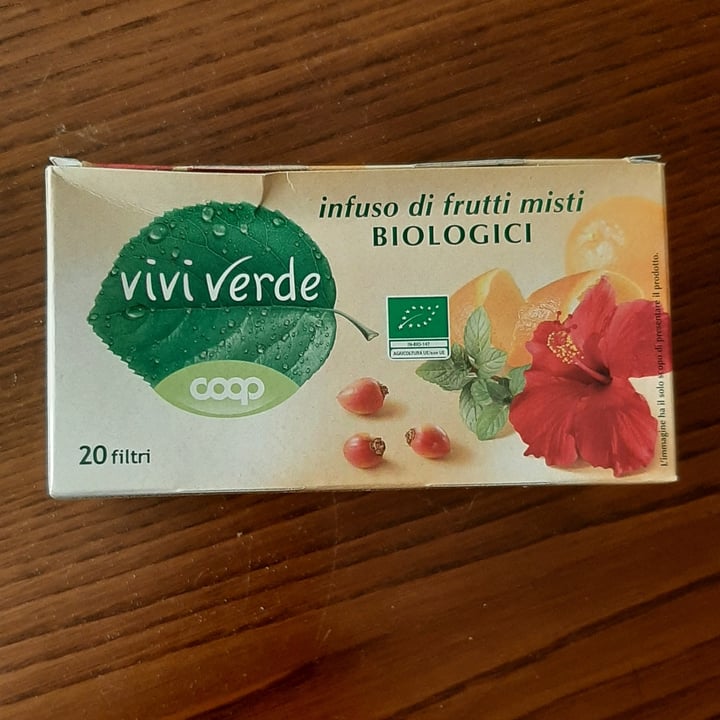 infuso di frutti misti
BIOLOGICI
vivi verde
coop
AGRICOLTURA UE/non UE
20 filtri
L'immagine ha il solo scopo di presentare il prodotto.